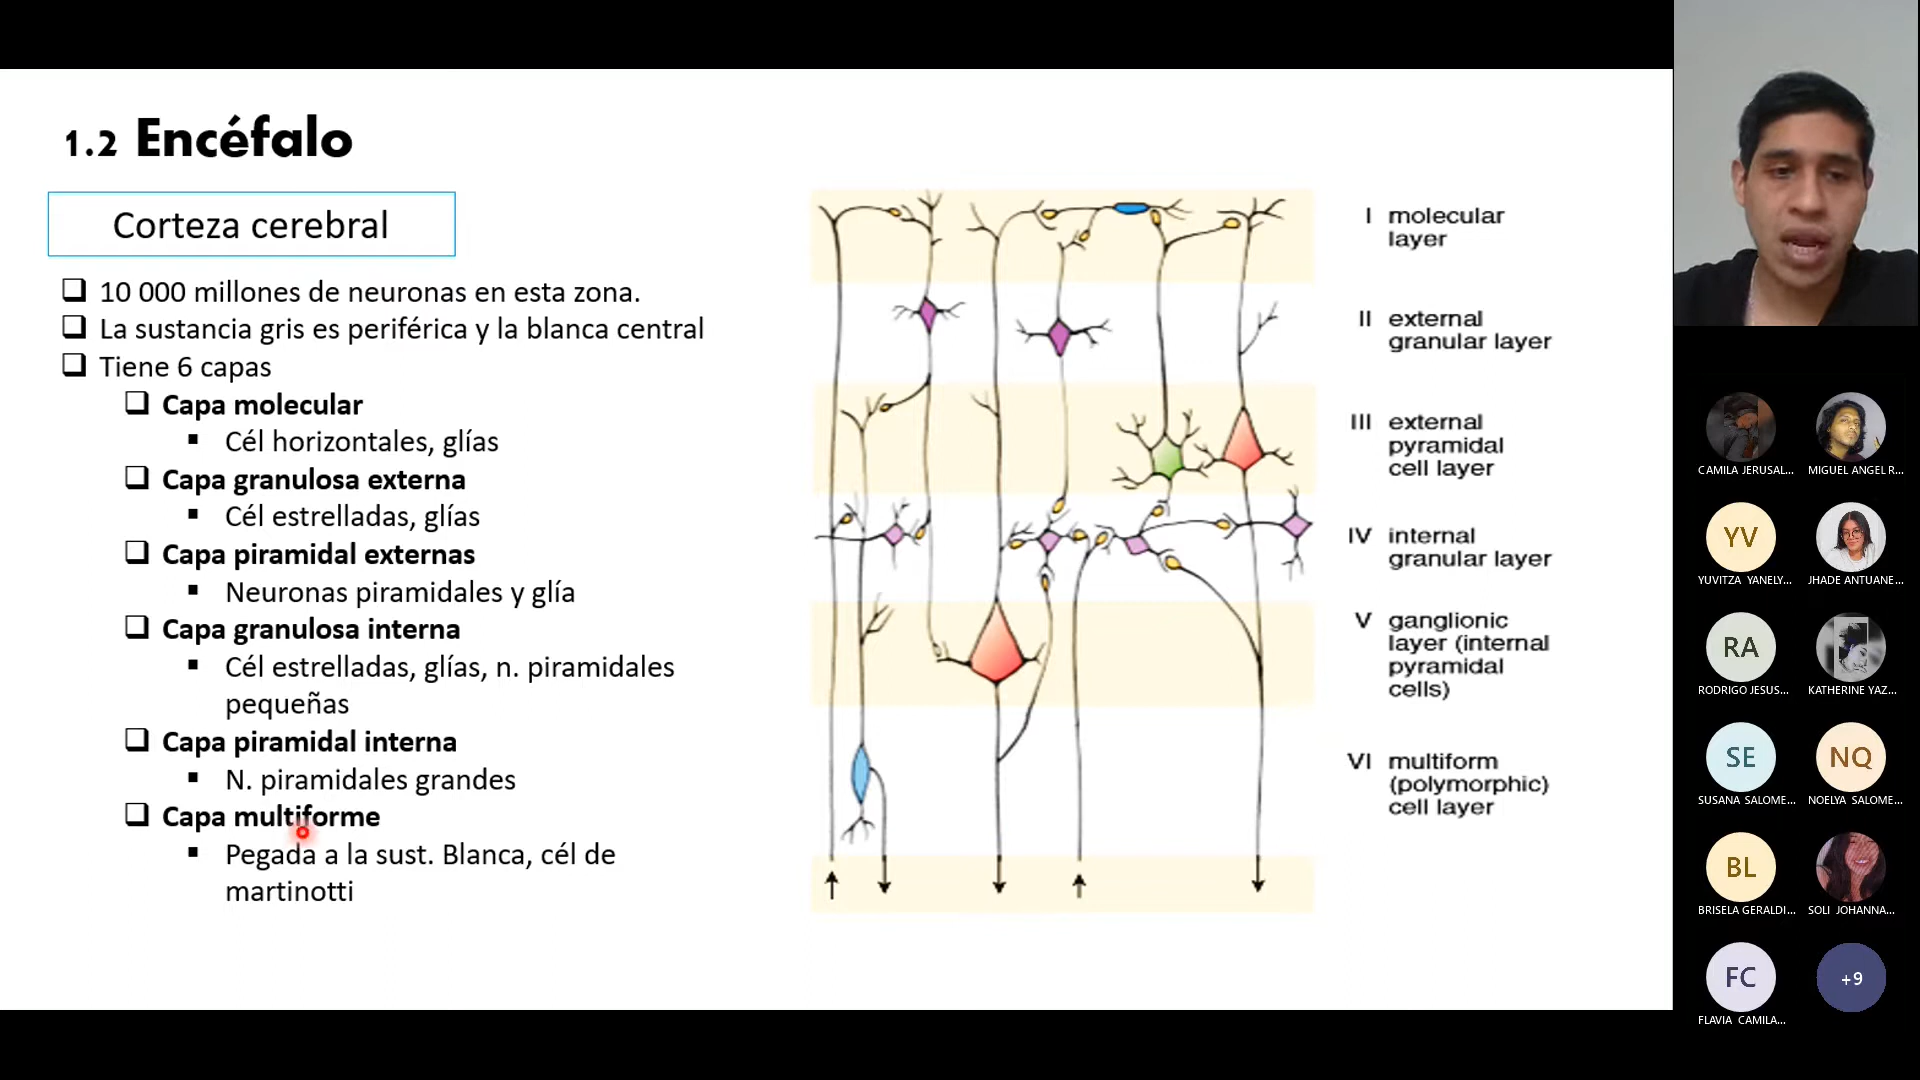 1.2 Encéfalo
Corteza cerebral
❑ 10 000 millones de neuronas en esta zona.
❑ La sustancia gris es periférica y la blanca central
❑ Tiene 6 capas
❑ Capa molecular
▪ Cél horizontales, glías
❑ Capa granulosa externa
▪ Cél estrelladas, glías
❑ Capa piramidal externas
▪ Neuronas piramidales y glía
❑ Capa granulosa interna
▪ Cél estrelladas, glías, n. piramidales
pequeñas
❑ Capa piramidal interna
▪ N. piramidales grandes
❑ Capa multiforme
▪ Pegada a la sust. Blanca, cél de
martinotti
I molecular
layer
II external
granular layer
III external
pyramidal
cell layer
IV internal
granular layer
V ganglionic
layer (internal
pyramidal
cells)
VI multiform
(polymorphic)
cell layer
CAMILA JERUSAL...
MIGUEL ANGEL R...
YV
YUVITZA YANELY...
JHADE ANTUANE...
RA
RODRIGO JESUS...
KATHERINE YAZ...
SE
SUSANA SALOME...
NQ
NOELYA SALOME...
BL
BRISELA GERALDI...
SOLI JOHANNA...
FC
FLAVIA CAMILA...
+9